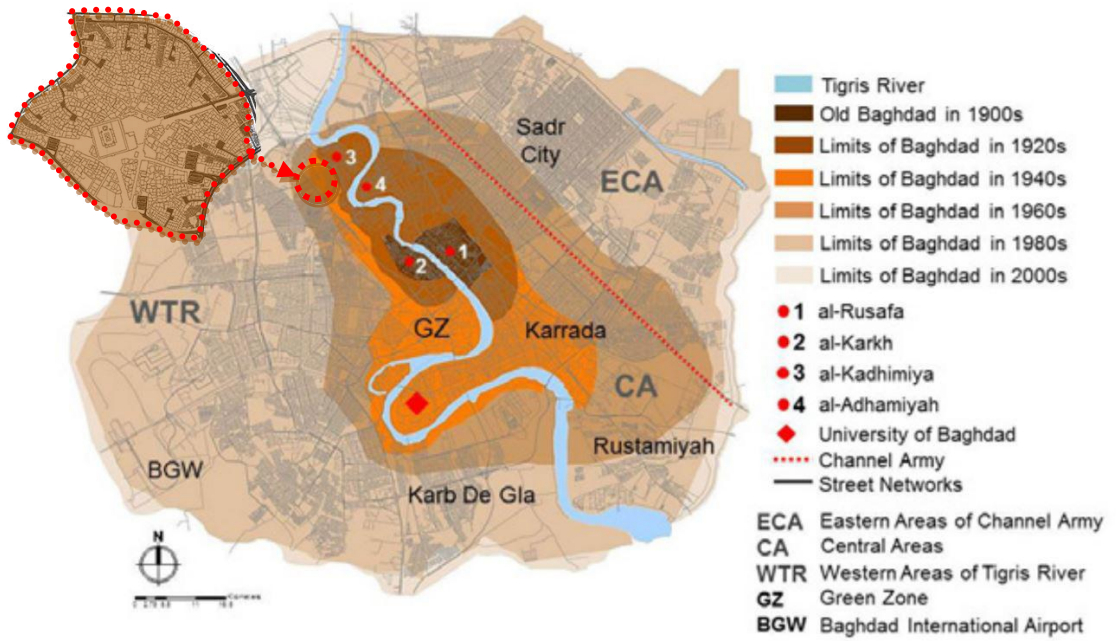 Sadr
City
ECA
3
4
1
2
WTR
GZ
Karrada
CA
Rustamiyah
BGW
Karb De Gla
N
Tigris River
Old Baghdad in 1900s
Limits of Baghdad in 1920s
Limits of Baghdad in 1940s
Limits of Baghdad in 1960s
Limits of Baghdad in 1980s
Limits of Baghdad in 2000s
1 al-Rusafa
2 al-Karkh
3 al-Kadhimiya
4 al-Adhamiyah
University of Baghdad
Channel Army
Street Networks
ECA Eastern Areas of Channel Army
CA Central Areas
WTR Western Areas of Tigris River
GZ Green Zone
BGW Baghdad International Airport